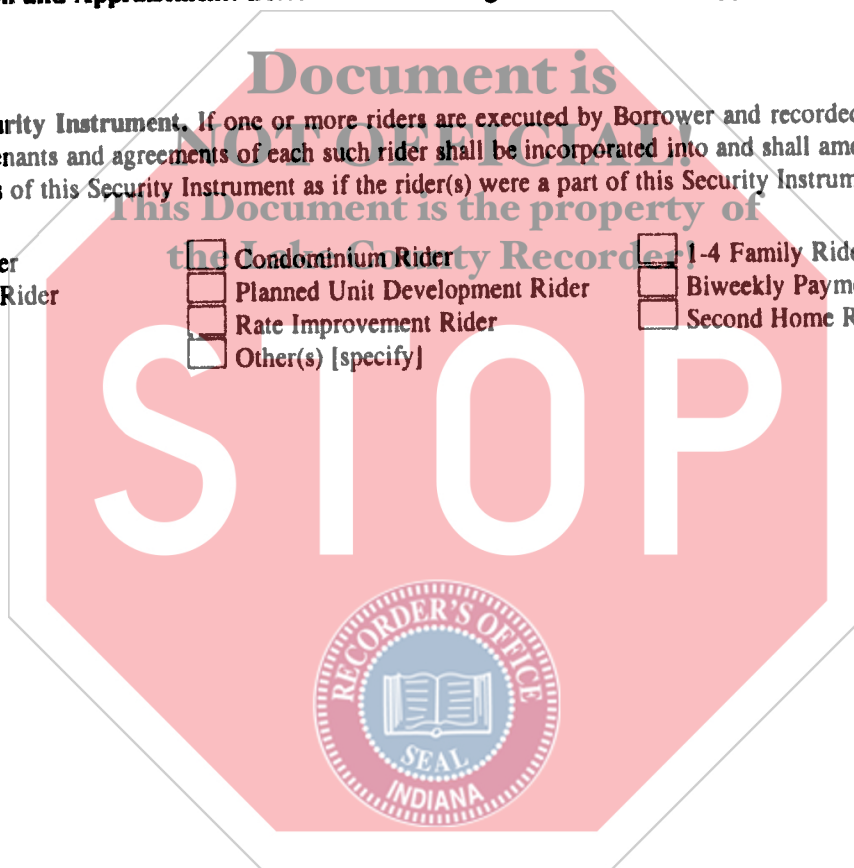 Document is
urity Instrument. If one or more riders are executed by Borrower and recorded
NOT OFFICIAL!
enants and agreements of each such rider shall be incorporated into and shall ame
s of this Security Instrument as if the rider(s) were a part of this Security Instrum
This Document is the property of
the Lake County Recorder!
er Condominium Rider 1-4 Family Ride
Rider Planned Unit Development Rider Biweekly Payme
Rate Improvement Rider Second Home R
Other(s) [specify]
STOP
RECORDER'S OFFICE
SEAL
INDIANA